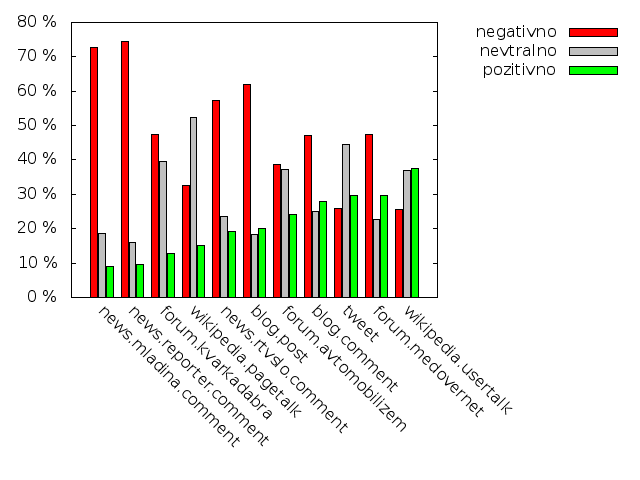 80 %
70 %
60 %
50 %
40 %
30 %
20 %
10 %
0 %
negativno
nevtralno
pozitivno
news.mladina.comment
news.reporter.comment
forum.kvarkadabra
wikipedia.pagetalk
news.rtvslo.comment
blog.post
forum.avtomobilizem
blog.comment
tweet
forum.medovernet
wikipedia.usertalk